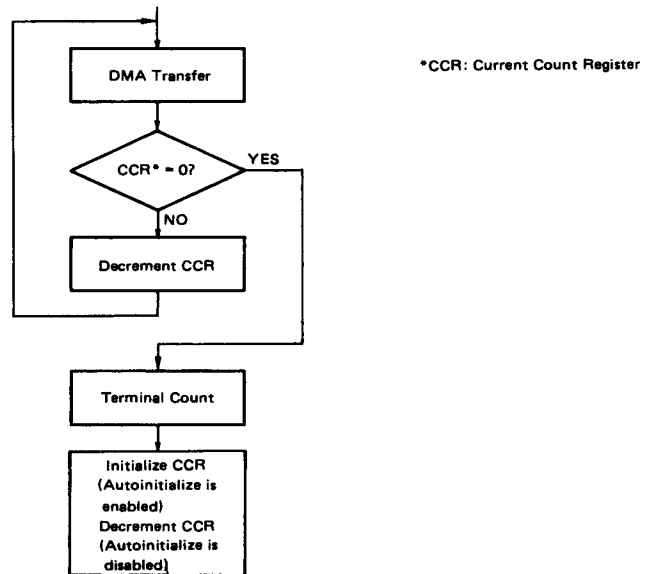 DMA Transfer
*CCR: Current Count Register
CCR* = 0?
YES
NO
Decrement CCR
Terminal Count
Initialize CCR
(Autoinitialize is
enabled)
Decrement CCR
(Autoinitialize is
disabled)